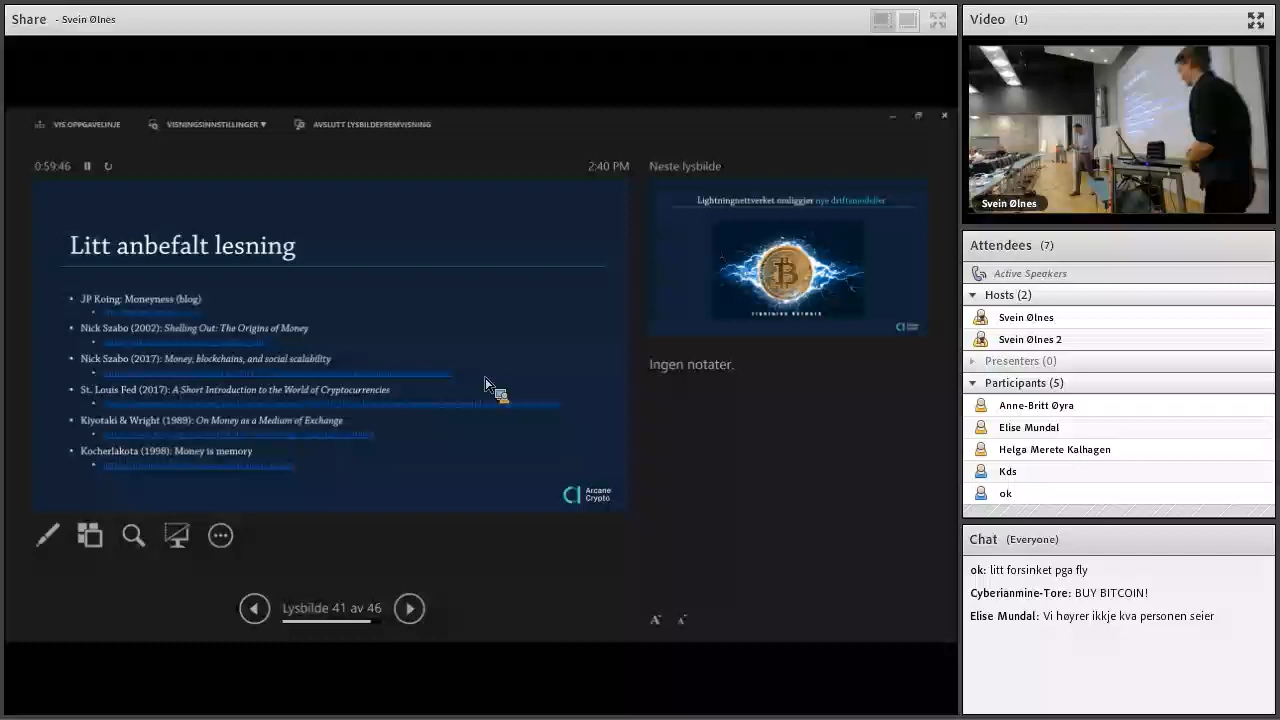 Share - Svein Ølnes
VIS OPPGAVELINJE
VISNINGSINNSTILLINGER ▼
AVSLUTT LYSBILDEFREMVISNING
0:59:46
2:40 PM
Litt anbefalt lesning
• JP Koing: Moneyness (blog)
• Nick Szabo (2002): Shelling Out: The Origins of Money
• Nick Szabo (2017): Money, blockchains, and social scalability
• St. Louis Fed (2017): A Short Introduction to the World of Cryptocurrencies
• Kiyotaki & Wright (1989): On Money as a Medium of Exchange
• Kocherlakota (1998): Money is memory
Arcane
Crypto
Lysbilde 41 av 46
Neste lysbilde
Lightningnettverket muliggjør nye driftsmodeller
LIGHTNING NETWORK
Ingen notater.
Video (1)
Svein Ølnes
Attendees (7)
Active Speakers
Hosts (2)
Svein Ølnes
Svein Ølnes 2
Presenters (0)
Participants (5)
Anne-Britt Øyra
Elise Mundal
Helga Merete Kalhagen
Kds
ok
Chat (Everyone)
ok: litt forsinket pga fly
Cyberianmine-Tore: BUY BITCOIN!
Elise Mundal: Vi høyrer ikkje kva personen seier